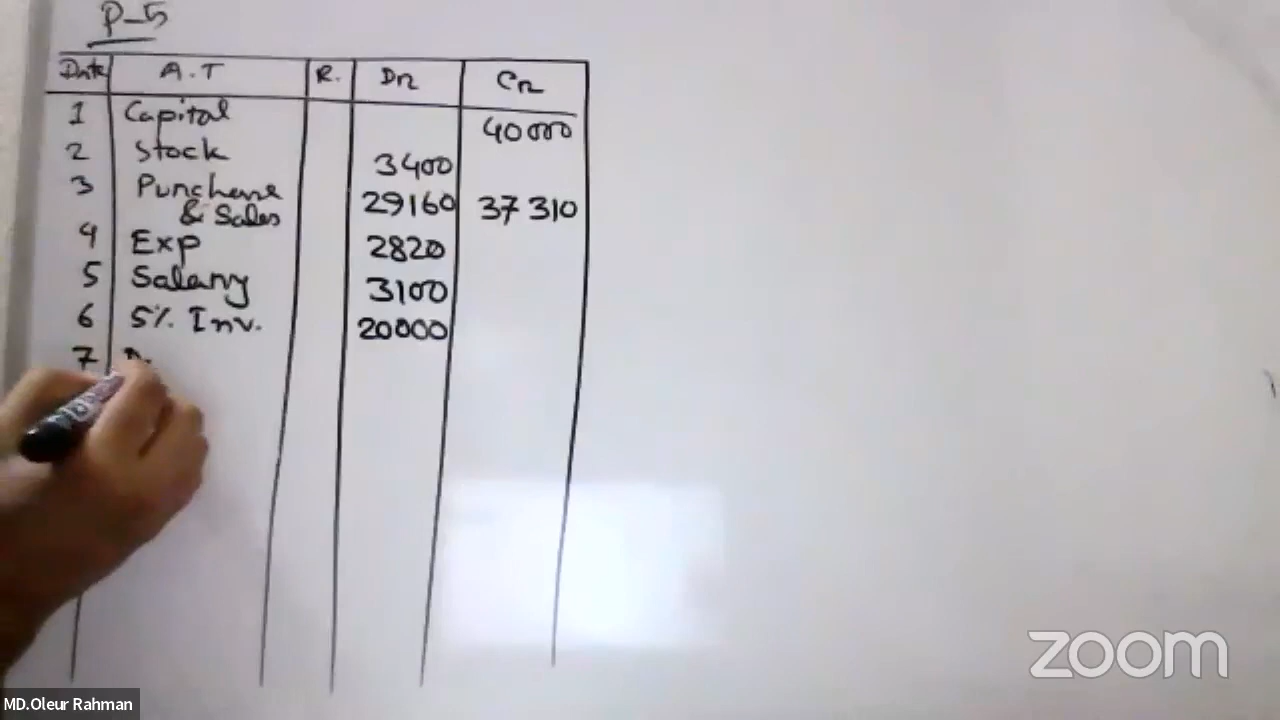 P-5
Date A.T R. Dr Cr
1 Capital 40000
2 Stock 3400
3 Purchase 29160 37310
& Sales
4 Exp 2820
5 Salary 3100
6 5% Inv. 20000
7
zoom
MD.Oleur Rahman